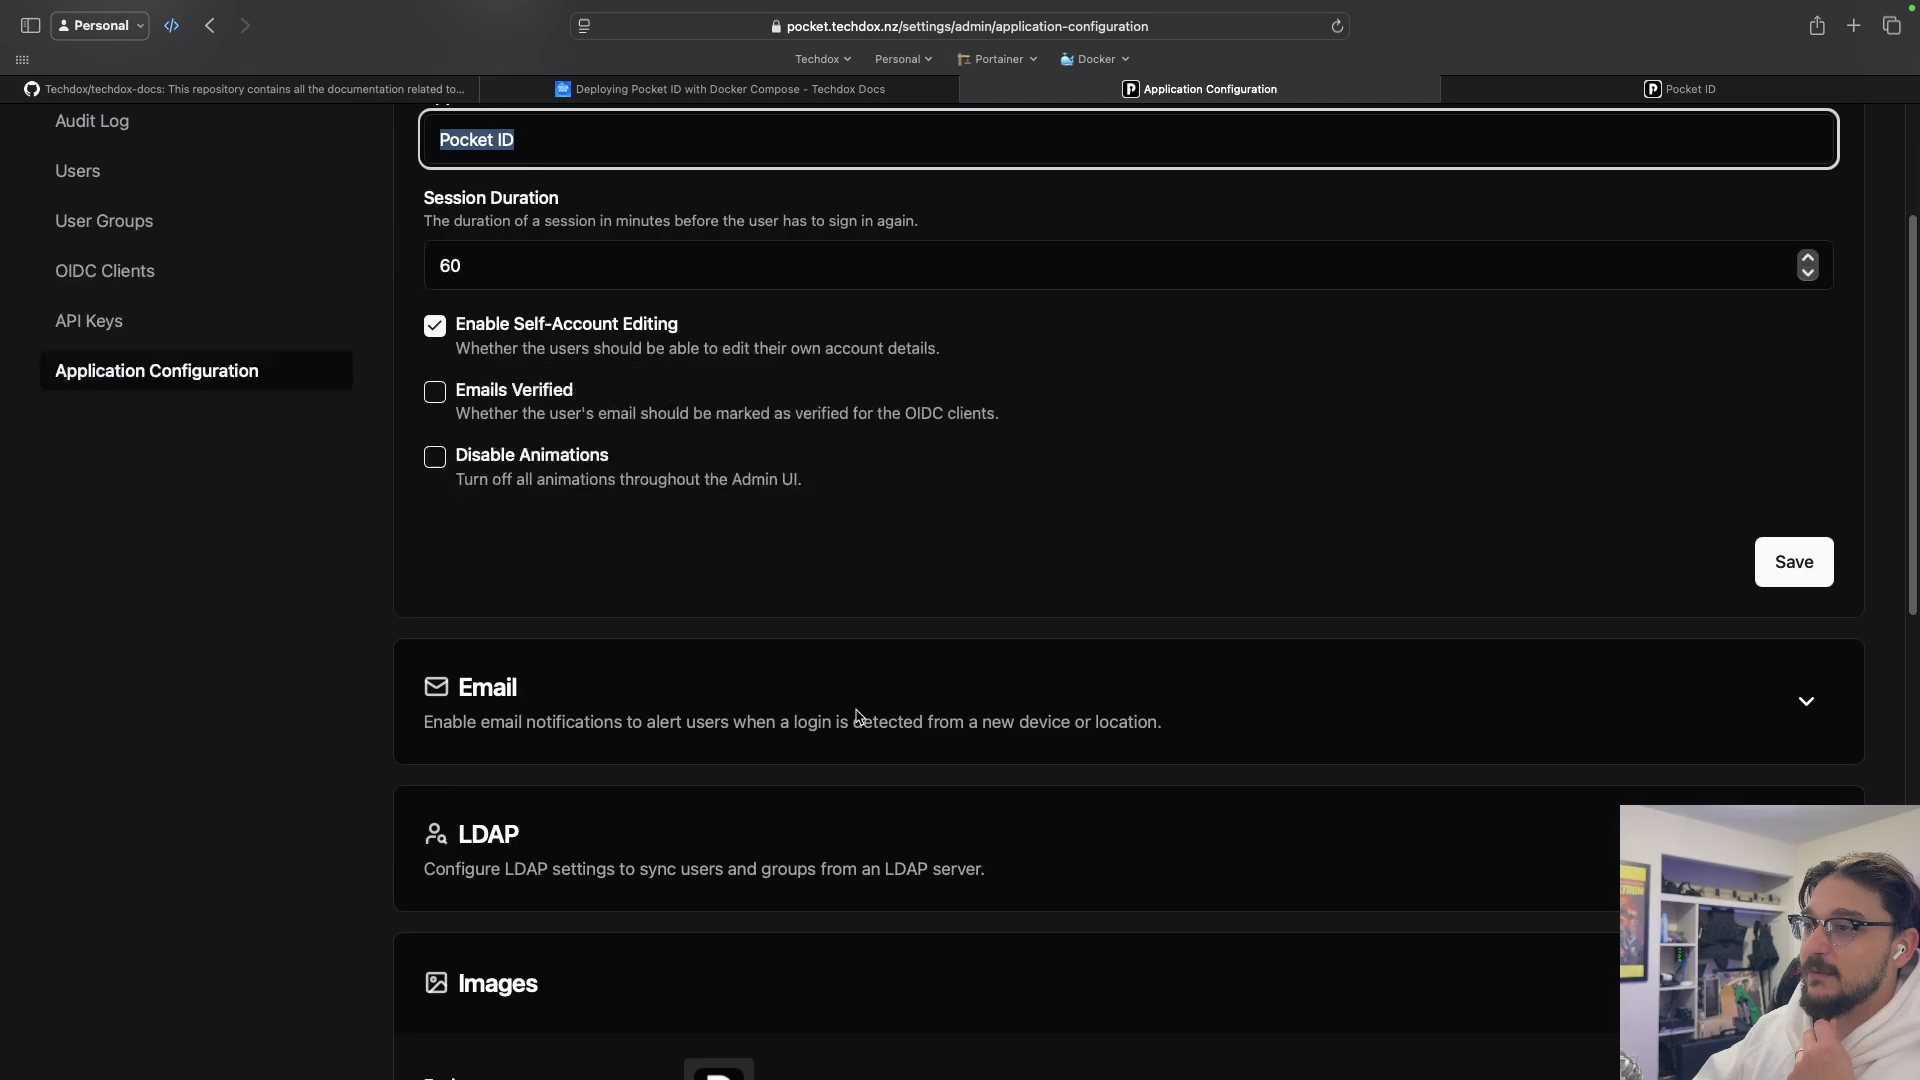 Personal
pocket.techdox.nz/settings/admin/application-configuration
Techdox
Personal
Portainer
Docker
Techdox/techdox-docs: This repository contains all the documentation related to...
Deploying Pocket ID with Docker Compose - Techdox Docs
Application Configuration
Pocket ID
Audit Log
Users
User Groups
OIDC Clients
API Keys
Application Configuration
Pocket ID
Session Duration
The duration of a session in minutes before the user has to sign in again.
60
Enable Self-Account Editing
Whether the users should be able to edit their own account details.
Emails Verified
Whether the user's email should be marked as verified for the OIDC clients.
Disable Animations
Turn off all animations throughout the Admin UI.
Save
Email
Enable email notifications to alert users when a login is detected from a new device or location.
LDAP
Configure LDAP settings to sync users and groups from an LDAP server.
Images